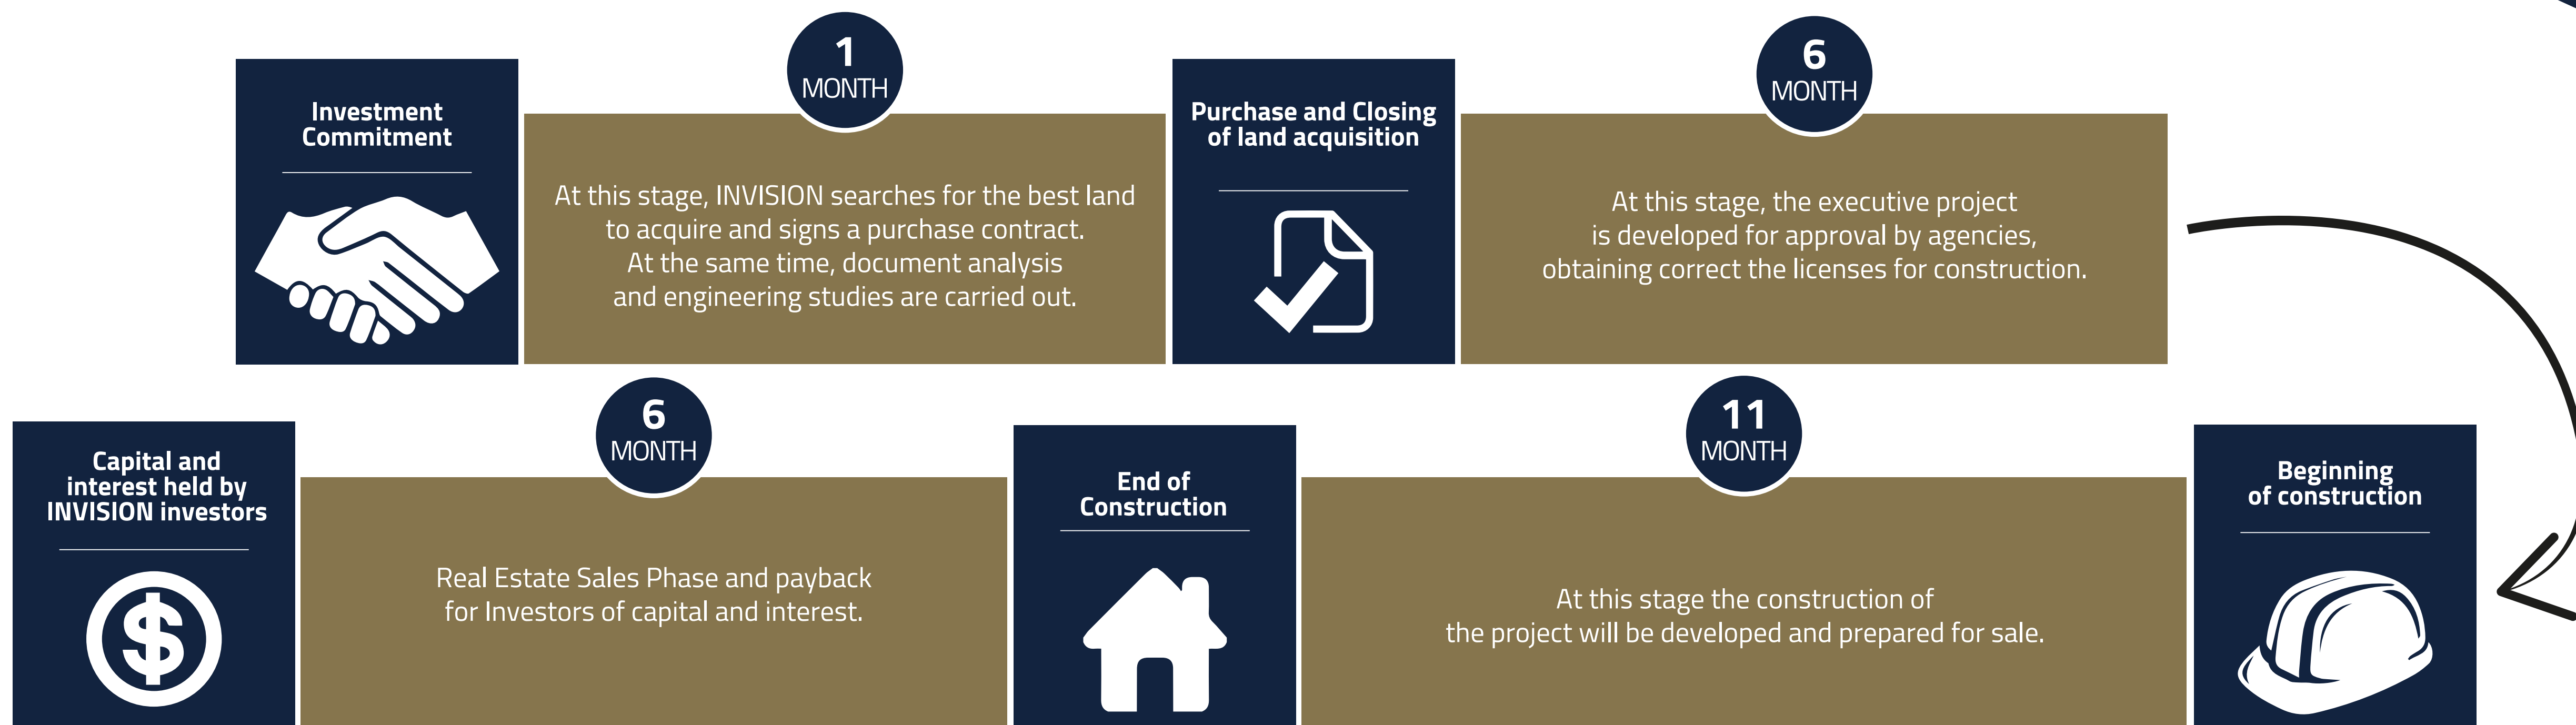 Investment
Commitment
1
MONTH
At this stage, INVISION searches for the best land
to acquire and signs a purchase contract.
At the same time, document analysis
and engineering studies are carried out.
Purchase and Closing
of land acquisition
6
MONTH
At this stage, the executive project
is developed for approval by agencies,
obtaining correct the licenses for construction.
Beginning
of construction
11
MONTH
At this stage the construction of
the project will be developed and prepared for sale.
End of
Construction
6
MONTH
Real Estate Sales Phase and payback
for Investors of capital and interest.
Capital and
interest held by
INVISION investors